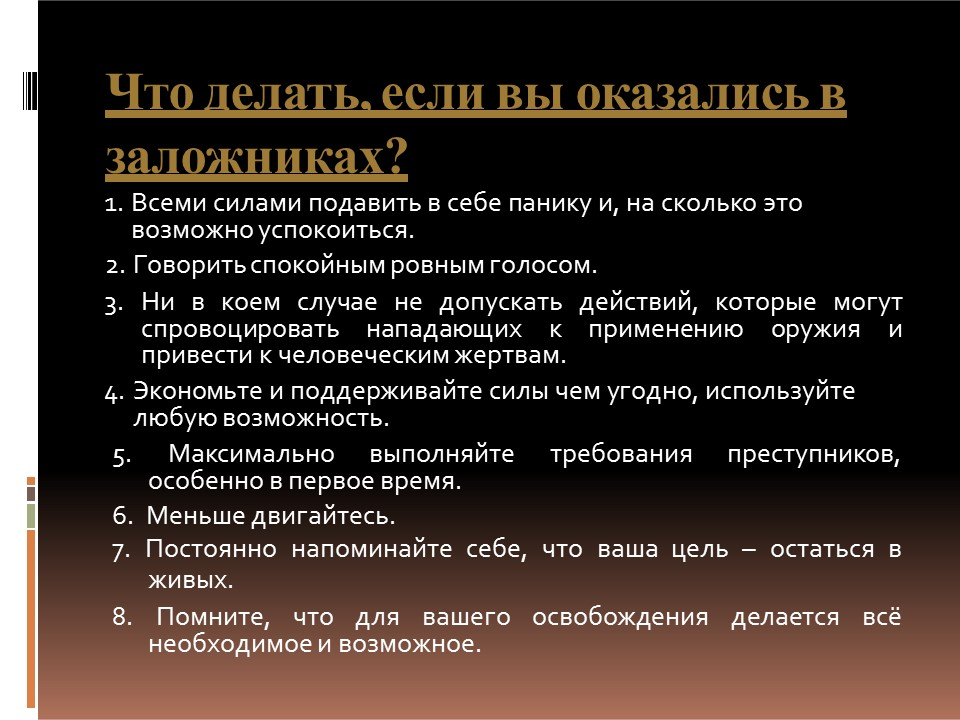 Что делать, если вы оказались в
заложниках?
1. Всеми силами подавить в себе панику и, на сколько это
возможно успокоиться.
2. Говорить спокойным ровным голосом.
3. Ни в коем случае не допускать действий, которые могут
спровоцировать нападающих к применению оружия и
привести к человеческим жертвам.
4. Экономьте и поддерживайте силы чем угодно, используйте
любую возможность.
5. Максимально выполняйте требования преступников,
особенно в первое время.
6. Меньше двигайтесь.
7. Постоянно напоминайте себе, что ваша цель – остаться в
живых.
8. Помните, что для вашего освобождения делается всё
необходимое и возможное.